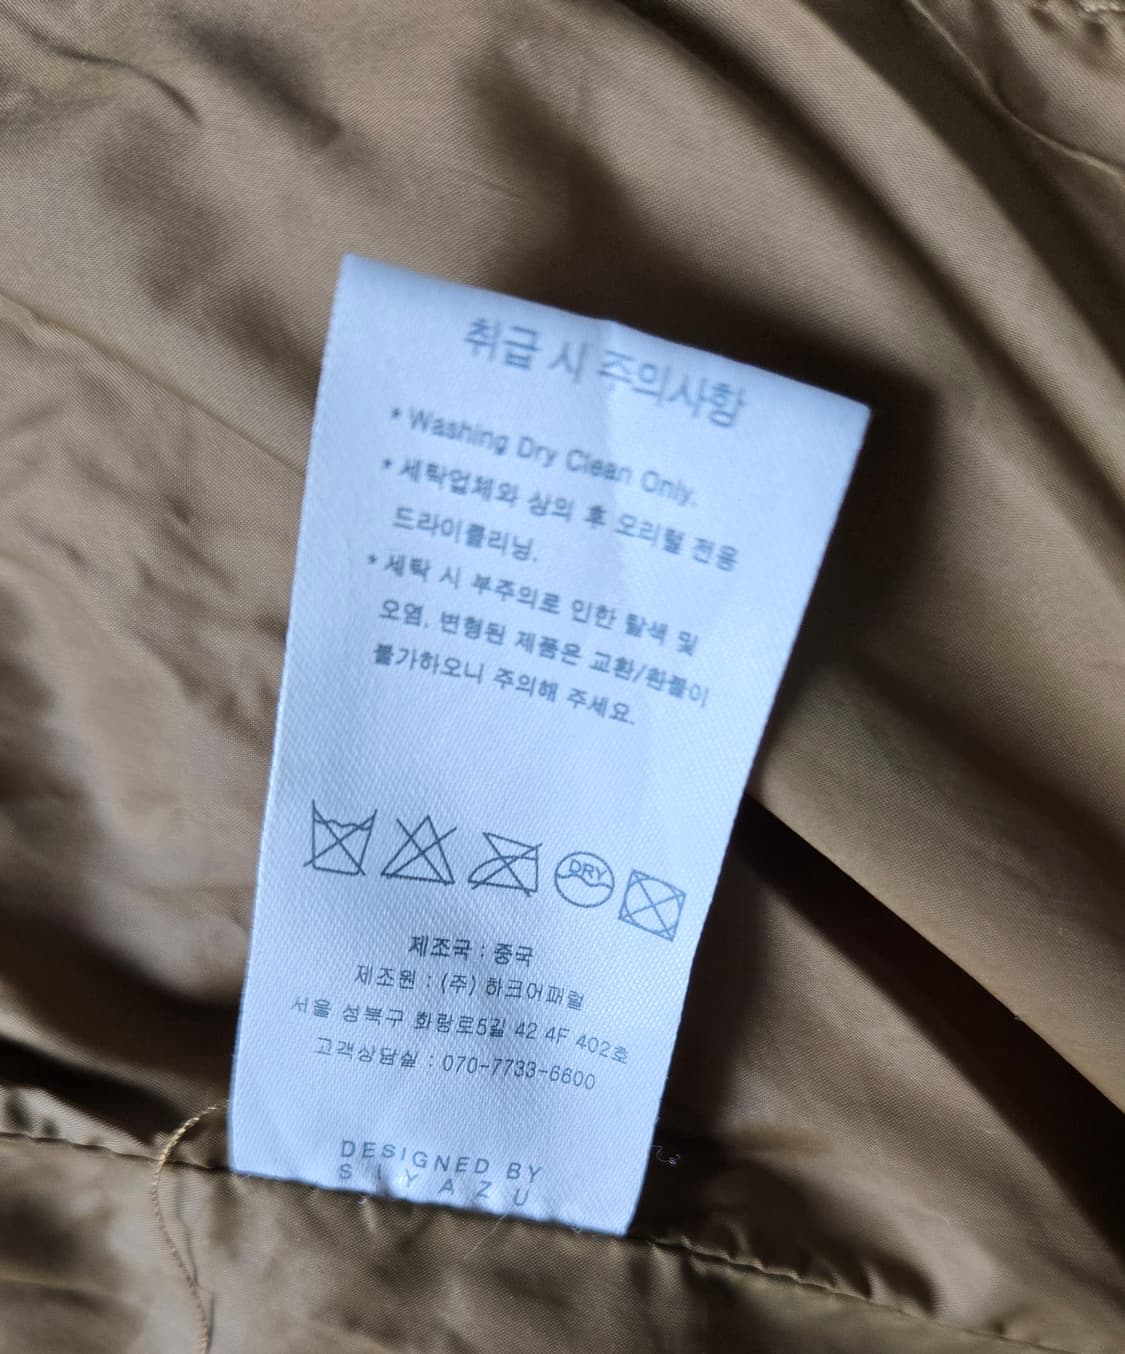 취급 시 주의사항
* Washing Dry Clean Only.
* 세탁업체와 상의 후 오리털 전용
드라이클리닝.
* 세탁 시 부주의로 인한 탈색 및
오염, 변형된 제품은 교환/환불이
불가하오니 주의해 주세요.
DRY
제조국 : 중국
제조원 : (주) 하크어패럴
서울 성북구 화랑로5길 42 4F 402호
고객상담실 : 070-7733-6600
DESIGNED BY
SIYAZU